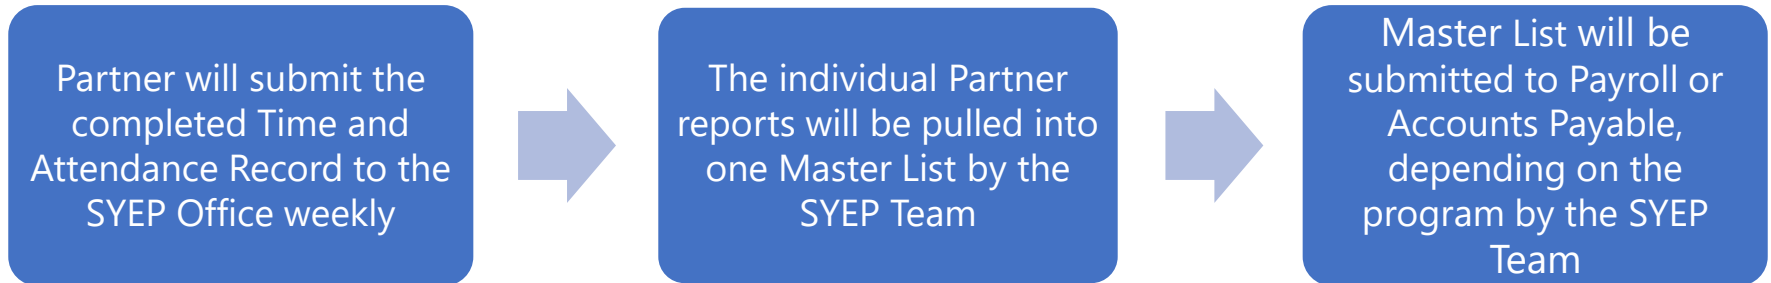 Partner will submit the
completed Time and
Attendance Record to the
SYEP Office weekly
The individual Partner
reports will be pulled into
one Master List by the
SYEP Team
Master List will be
submitted to Payroll or
Accounts Payable,
depending on the
program by the SYEP
Team